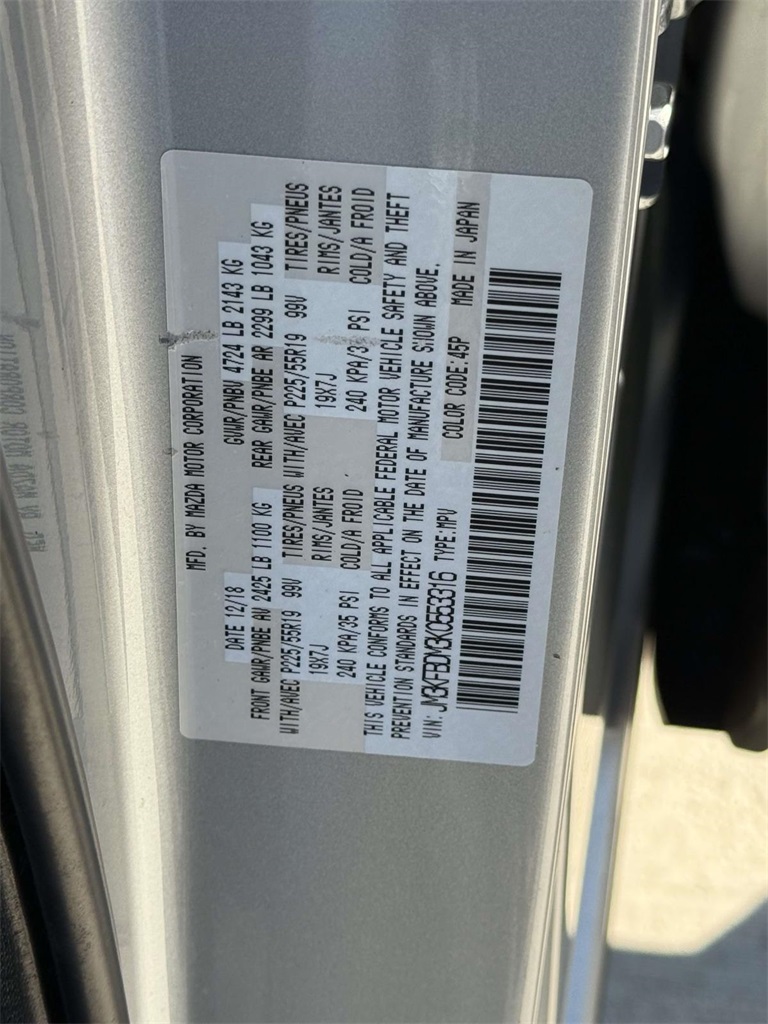 MFD. BY MAZDA MOTOR CORPORATION
DATE 12/18 GVWR/PNBV 4724 LB 2143 KG
FRONT GAWR/PNBE AV 2425 LB 1100 KG REAR GAWR/PNBE AR 2299 LB 1043 KG
WITH/AVEC P225/55R19 99V TIRES/PNEUS WITH/AVEC P225/55R19 99V TIRES/PNEUS
19X7J RIMS/JANTES 19X7J RIMS/JANTES
240 KPA/35 PSI COLD/A FROID 240 KPA/35 PSI COLD/A FROID
THIS VEHICLE CONFORMS TO ALL APPLICABLE FEDERAL MOTOR VEHICLE SAFETY AND THEFT
PREVENTION STANDARDS IN EFFECT ON THE DATE OF MANUFACTURE SHOWN ABOVE.
VIN: JM3KFBDM3K0553316 TYPE:MPV COLOR CODE:45P MADE IN JAPAN